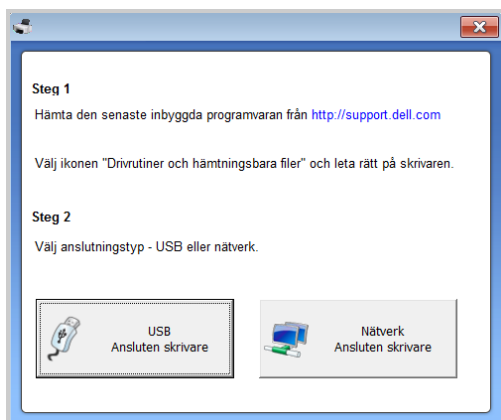 Steg 1
Hämta den senaste inbyggda programvaran från http://support.dell.com
Välj ikonen "Drivrutiner och hämtningsbara filer" och leta rätt på skrivaren.
Steg 2
Välj anslutningstyp - USB eller nätverk.
USB
Ansluten skrivare
Nätverk
Ansluten skrivare